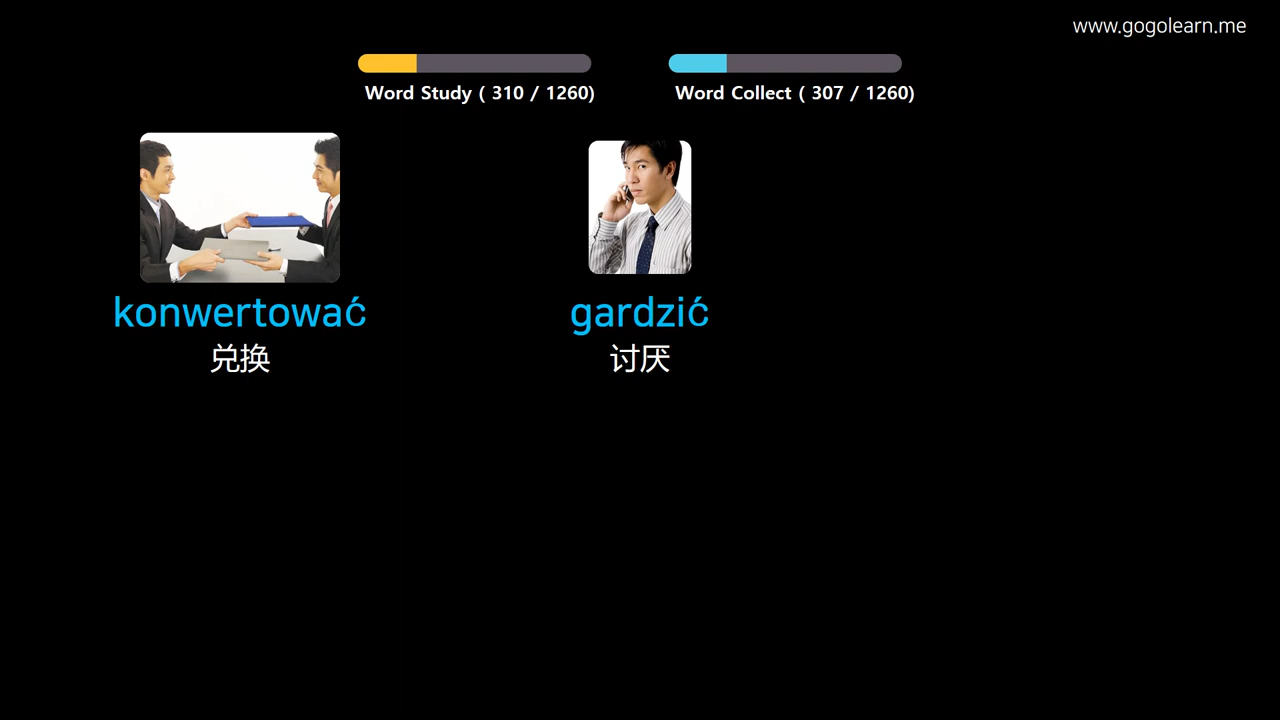 www.gogolearn.me
Word Study ( 310 / 1260)
Word Collect ( 307 / 1260)
konwertować
兑换
gardzić
讨厌